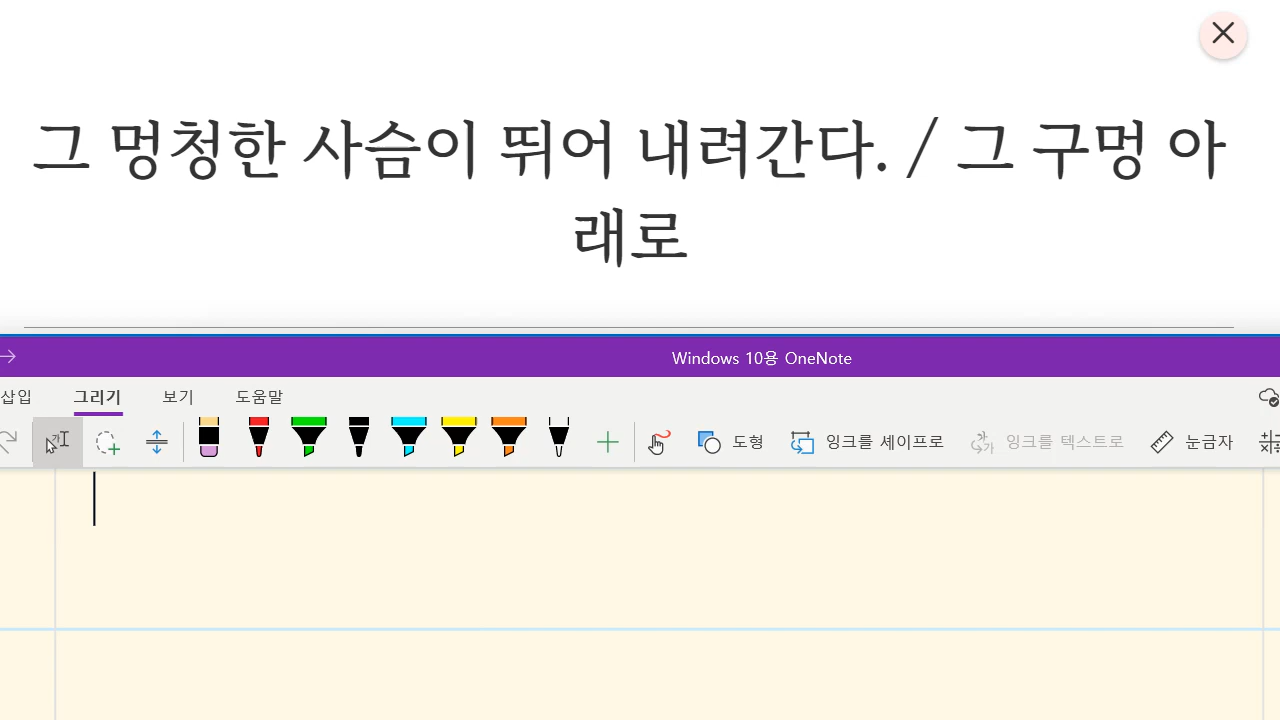 그 멍청한 사슴이 뛰어 내려간다. / 그 구멍 아
래로
Windows 10용 OneNote
삽입 그리기 보기 도움말
가 도형 잉크를 셰이프로 잉크를 텍스트로 눈금자